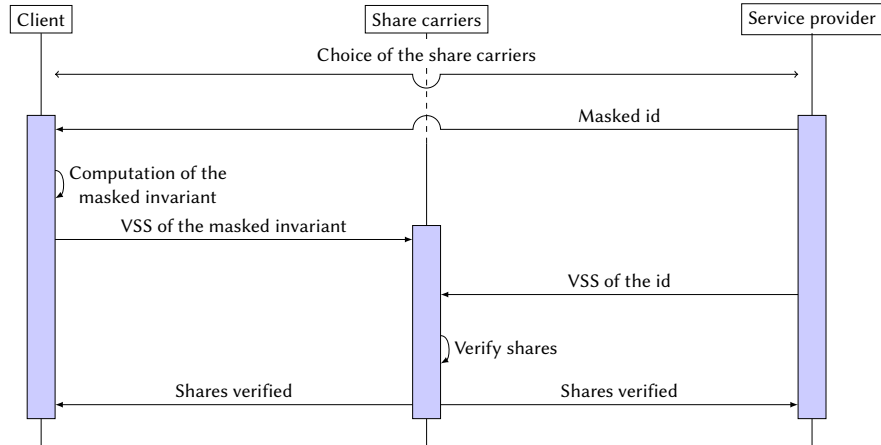 Client
Share carriers
Service provider
Choice of the share carriers
Masked id
Computation of the
masked invariant
VSS of the masked invariant
VSS of the id
Verify shares
Shares verified
Shares verified